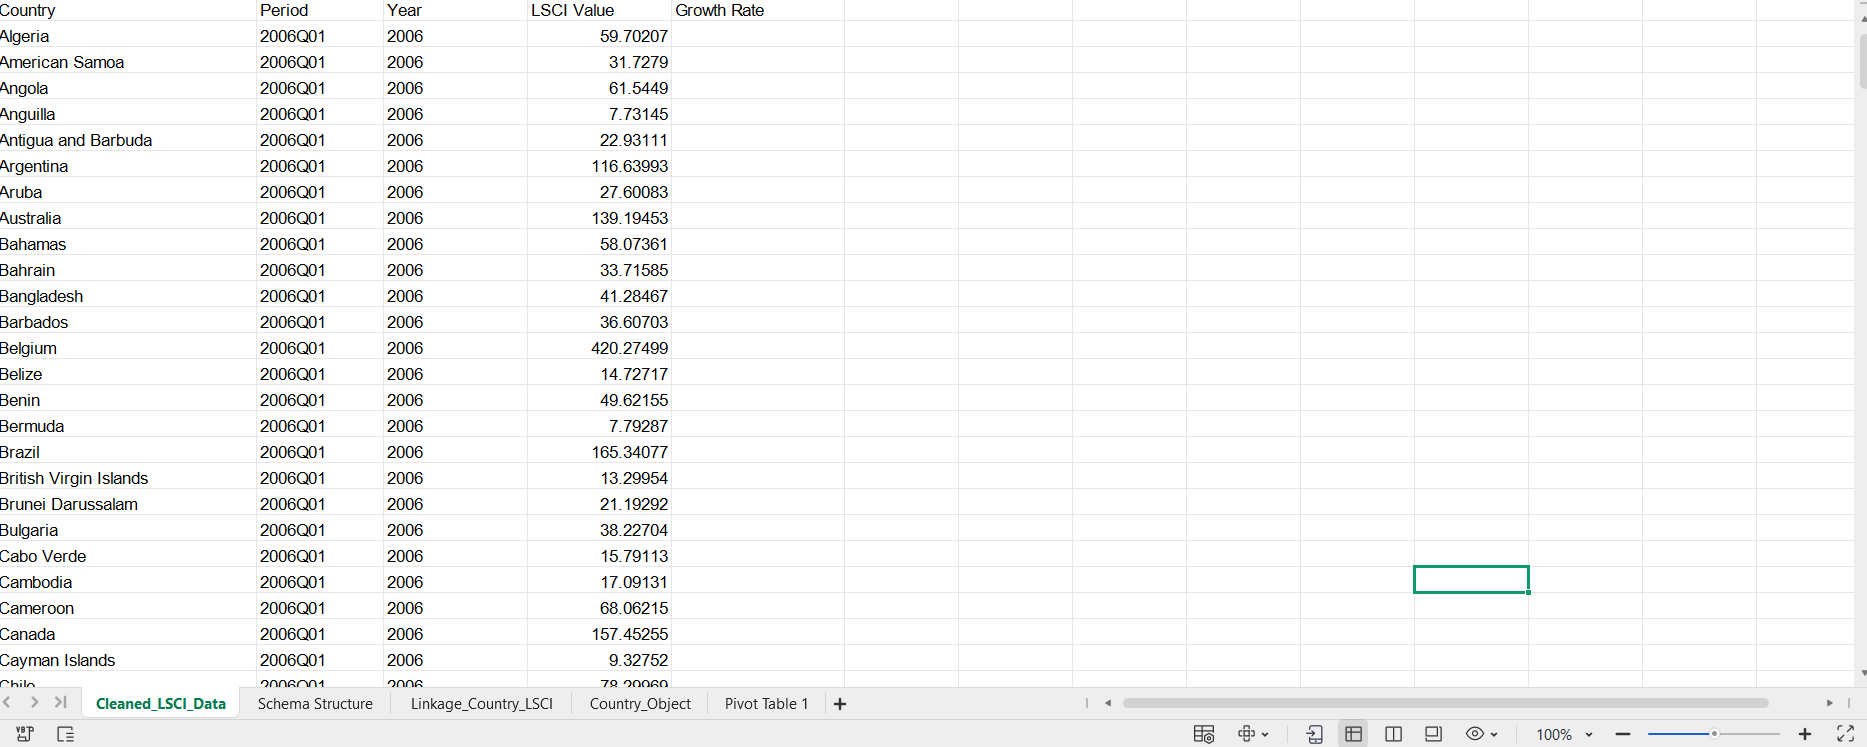 Country Period Year LSCI Value Growth Rate
Algeria 2006Q01 2006 59.70207
American Samoa 2006Q01 2006 31.7279
Angola 2006Q01 2006 61.5449
Anguilla 2006Q01 2006 7.73145
Antigua and Barbuda 2006Q01 2006 22.93111
Argentina 2006Q01 2006 116.63993
Aruba 2006Q01 2006 27.60083
Australia 2006Q01 2006 139.19453
Bahamas 2006Q01 2006 58.07361
Bahrain 2006Q01 2006 33.71585
Bangladesh 2006Q01 2006 41.28467
Barbados 2006Q01 2006 36.60703
Belgium 2006Q01 2006 420.27499
Belize 2006Q01 2006 14.72717
Benin 2006Q01 2006 49.62155
Bermuda 2006Q01 2006 7.79287
Brazil 2006Q01 2006 165.34077
British Virgin Islands 2006Q01 2006 13.29954
Brunei Darussalam 2006Q01 2006 21.19292
Bulgaria 2006Q01 2006 38.22704
Cabo Verde 2006Q01 2006 15.79113
Cambodia 2006Q01 2006 17.09131
Cameroon 2006Q01 2006 68.06215
Canada 2006Q01 2006 157.45255
Cayman Islands 2006Q01 2006 9.32752
Chile 2006Q01 2006 78.29969
Cleaned_LSCI_Data Schema Structure Linkage_Country_LSCI Country_Object Pivot Table 1 +
100%